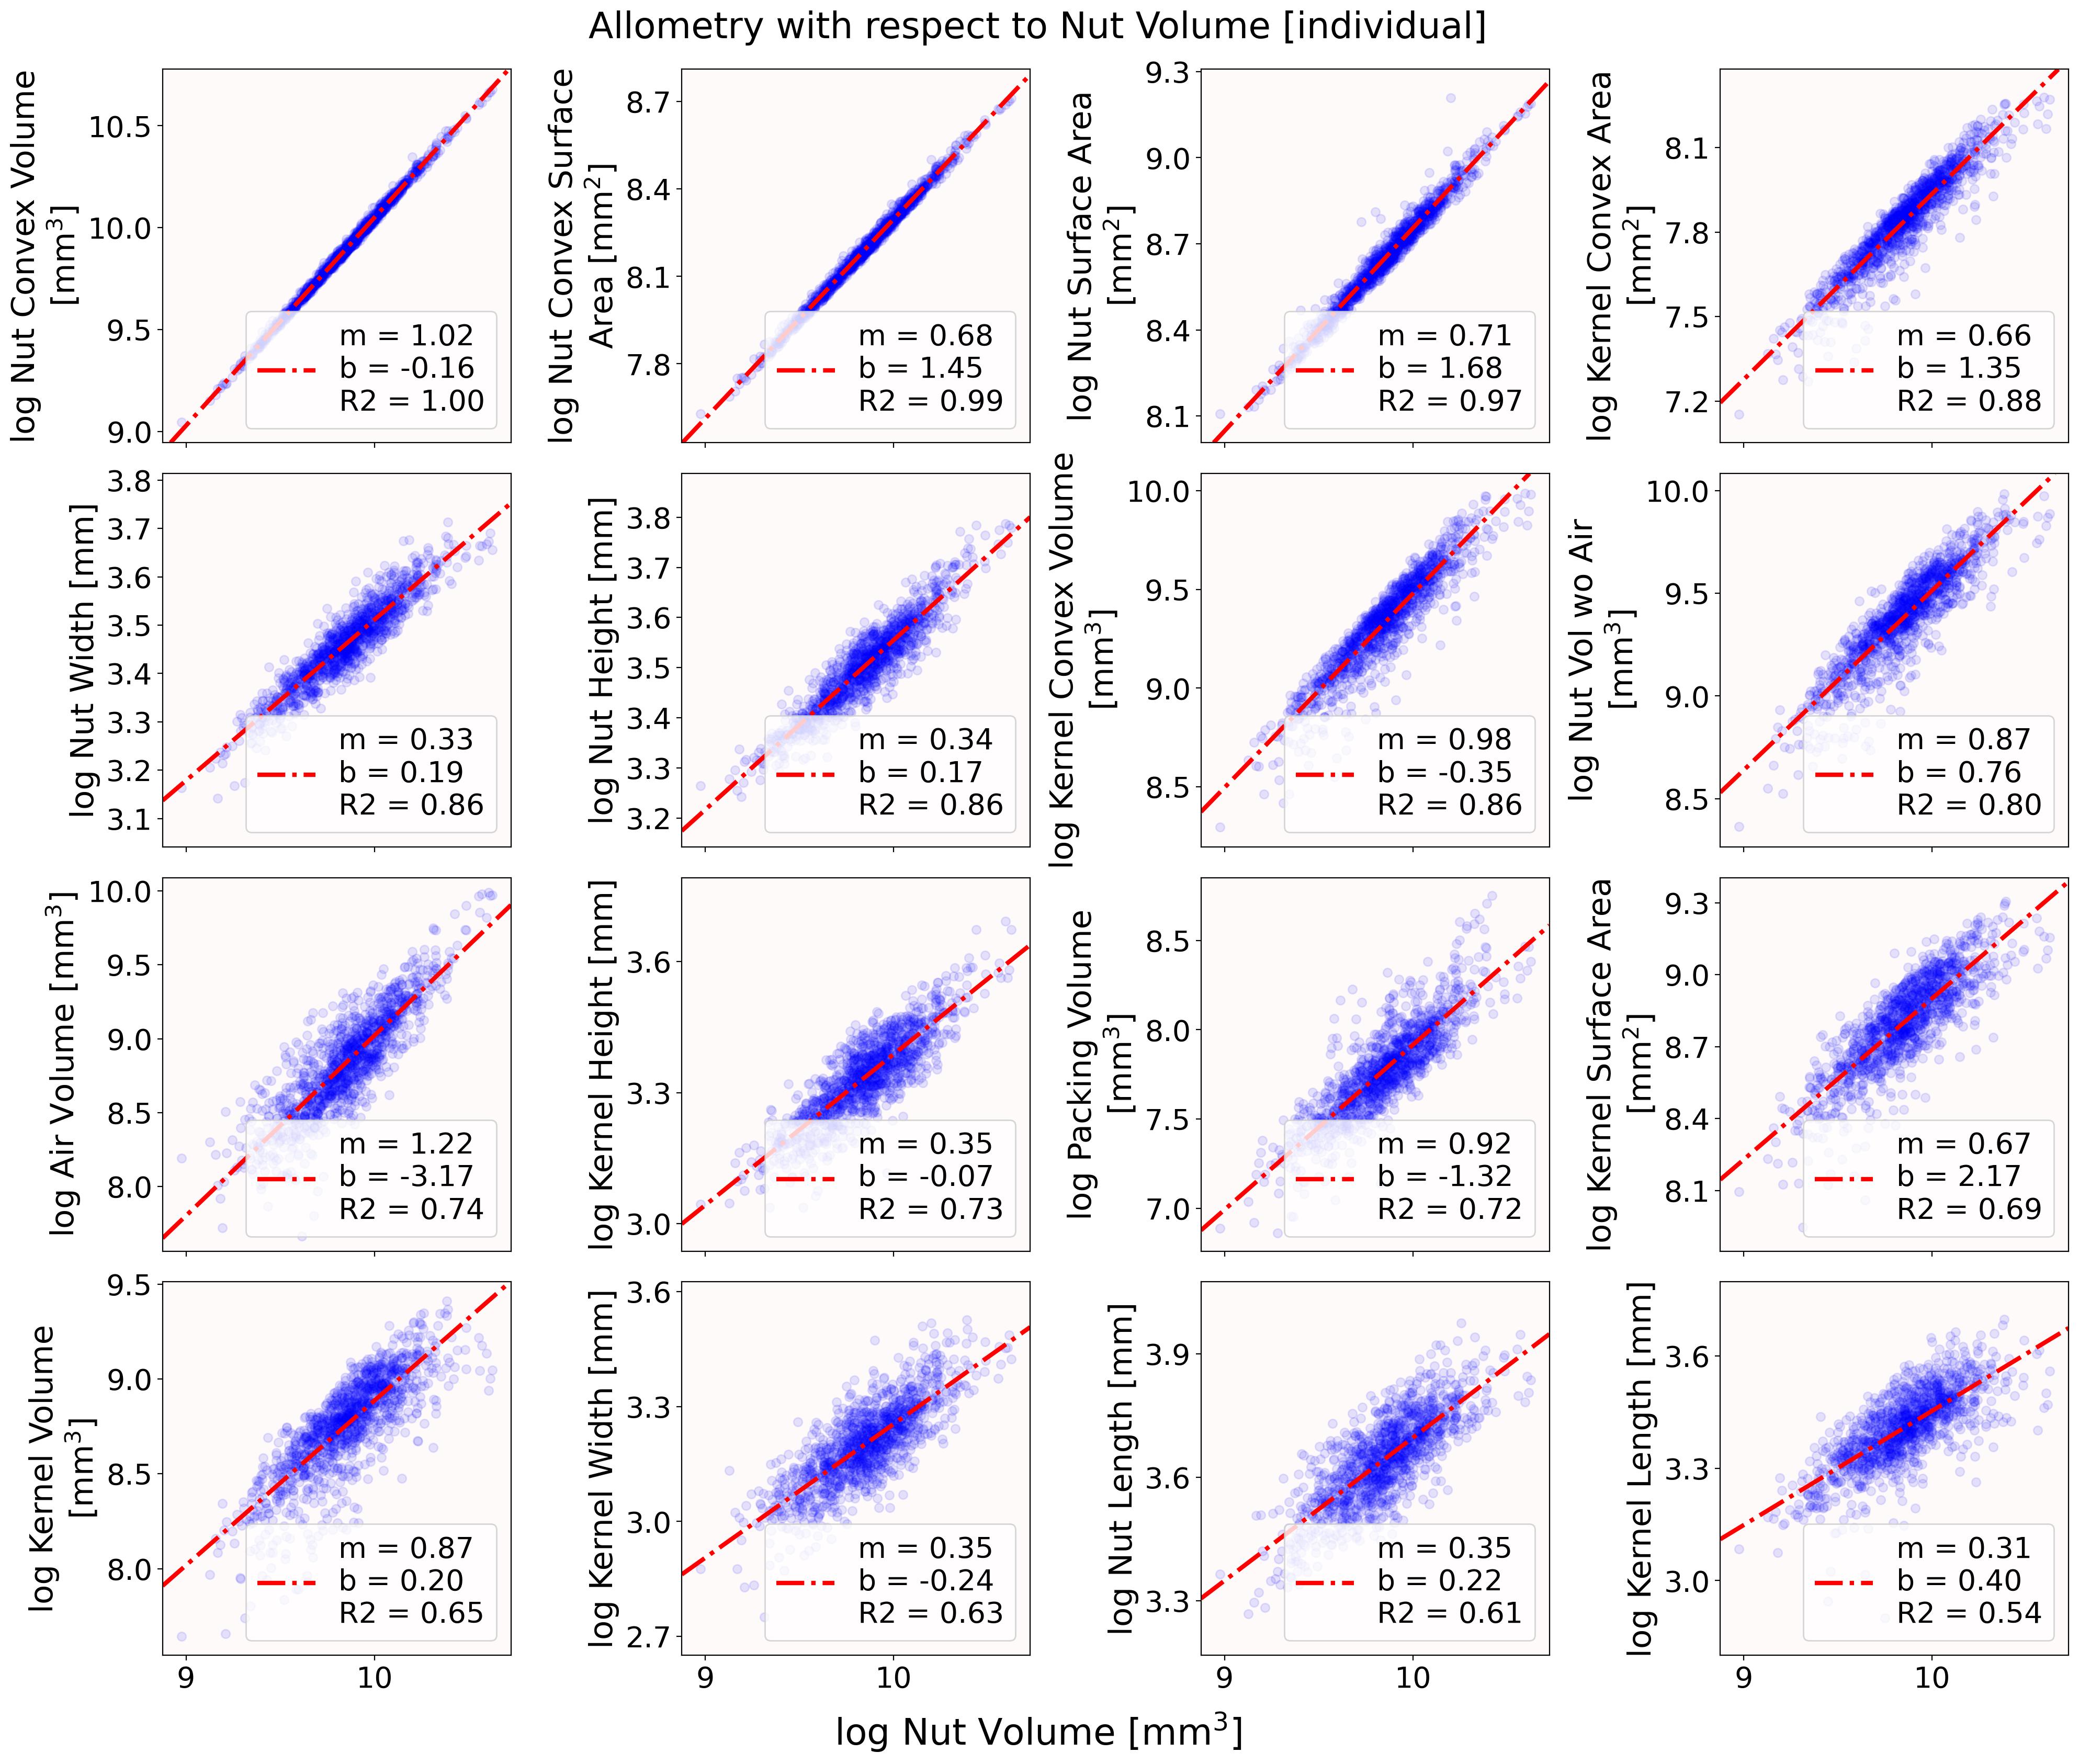 Allometry with respect to Nut Volume [individual]
log Nut Convex Volume
[mm³]
10.5
10.0
9.5
9.0
m = 1.02
b = -0.16
R2 = 1.00
log Nut Convex Surface
Area [mm²]
8.7
8.4
8.1
7.8
m = 0.68
b = 1.45
R2 = 0.99
log Nut Surface Area
[mm²]
9.3
9.0
8.7
8.4
8.1
m = 0.71
b = 1.68
R2 = 0.97
log Kernel Convex Area
[mm²]
8.1
7.8
7.5
7.2
m = 0.66
b = 1.35
R2 = 0.88
log Nut Width [mm]
3.8
3.7
3.6
3.5
3.4
3.3
3.2
3.1
m = 0.33
b = 0.19
R2 = 0.86
log Nut Height [mm]
3.8
3.7
3.6
3.5
3.4
3.3
3.2
m = 0.34
b = 0.17
R2 = 0.86
log Kernel Convex Volume
[mm³]
10.0
9.5
9.0
8.5
m = 0.98
b = -0.35
R2 = 0.86
log Nut Vol wo Air
[mm³]
10.0
9.5
9.0
8.5
m = 0.87
b = 0.76
R2 = 0.80
log Air Volume [mm³]
10.0
9.5
9.0
8.5
8.0
m = 1.22
b = -3.17
R2 = 0.74
log Kernel Height [mm]
3.6
3.3
3.0
m = 0.35
b = -0.07
R2 = 0.73
log Packing Volume
[mm³]
8.5
8.0
7.5
7.0
m = 0.92
b = -1.32
R2 = 0.72
log Kernel Surface Area
[mm²]
9.3
9.0
8.7
8.4
8.1
m = 0.67
b = 2.17
R2 = 0.69
log Kernel Volume
[mm³]
9.5
9.0
8.5
8.0
m = 0.87
b = 0.20
R2 = 0.65
9 10
log Kernel Width [mm]
3.6
3.3
3.0
2.7
m = 0.35
b = -0.24
R2 = 0.63
9 10
log Nut Length [mm]
3.9
3.6
3.3
m = 0.35
b = 0.22
R2 = 0.61
9 10
log Kernel Length [mm]
3.6
3.3
3.0
m = 0.31
b = 0.40
R2 = 0.54
9 10
log Nut Volume [mm³]